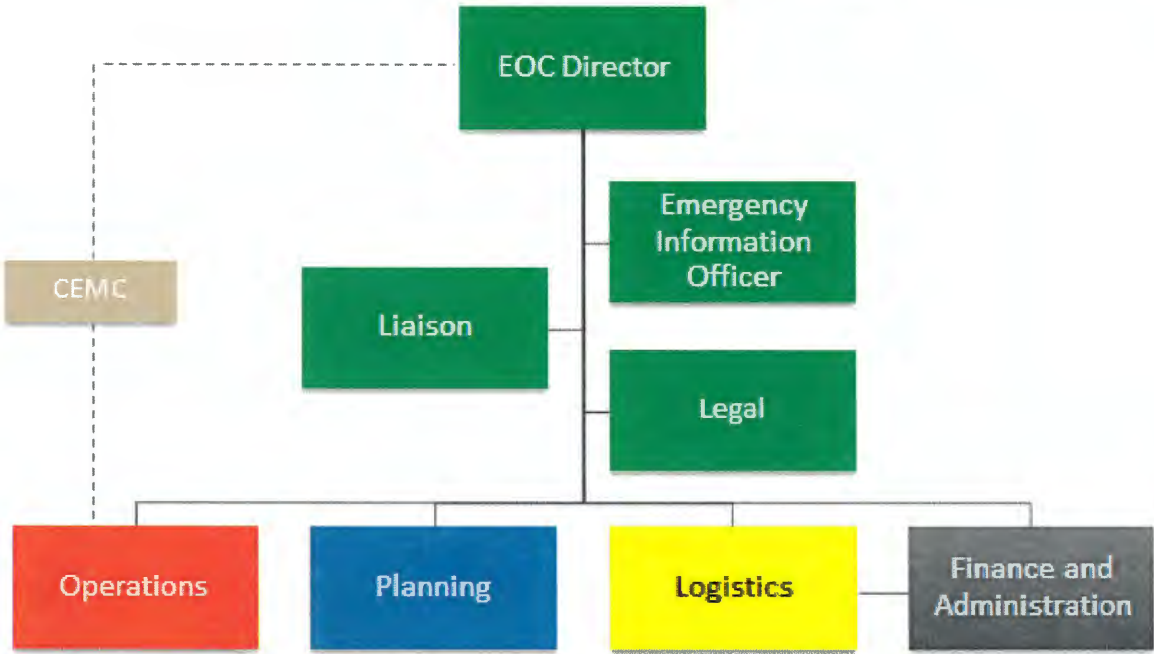 EOC Director
Emergency
Information
Officer
CEMC
Liaison
Legal
Operations
Planning
Logistics
Finance and
Administration